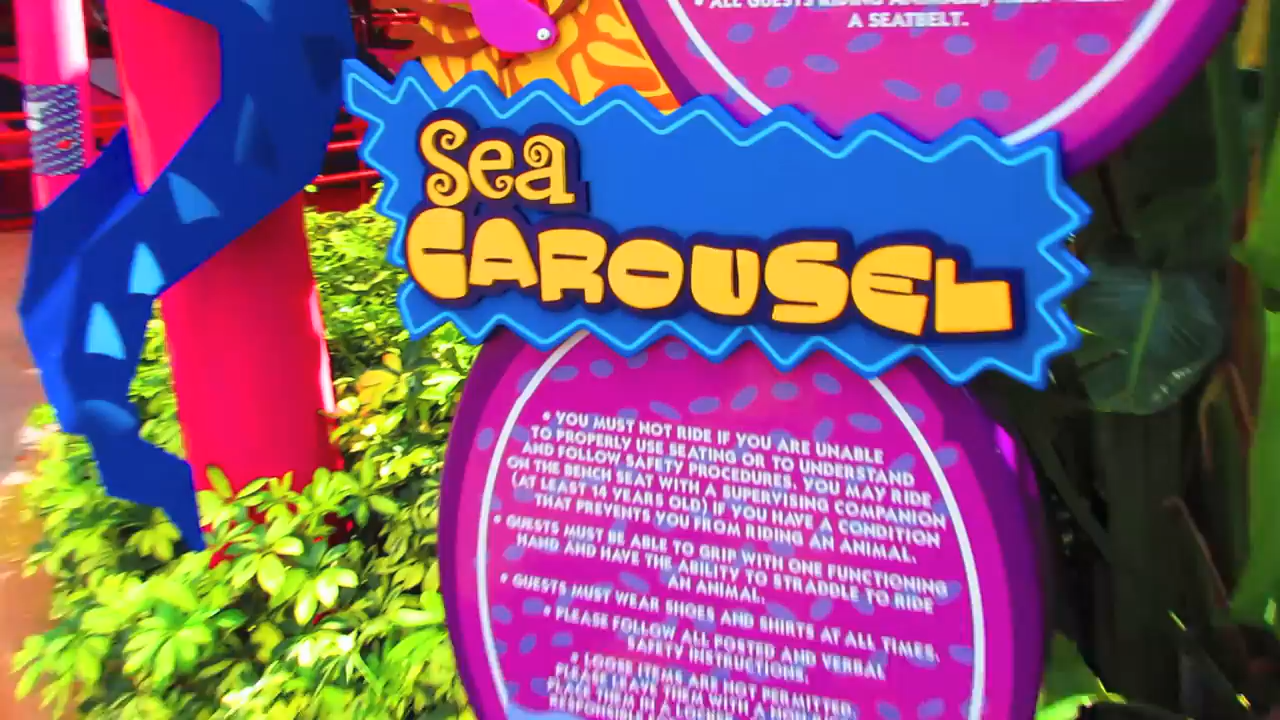 A SEATBELT.
Sea
CAROUSEL
• YOU MUST NOT RIDE IF YOU ARE UNABLE
TO PROPERLY USE SEATING OR TO UNDERSTAND
AND FOLLOW SAFETY PROCEDURES. YOU MAY RIDE
ON THE BENCH SEAT WITH A SUPERVISING COMPANION
(AT LEAST 14 YEARS OLD) IF YOU HAVE A CONDITION
THAT PREVENTS YOU FROM RIDING AN ANIMAL.
• GUESTS MUST BE ABLE TO GRIP WITH ONE FUNCTIONING
HAND AND HAVE THE ABILITY TO STRADDLE TO RIDE
AN ANIMAL.
• GUESTS MUST WEAR SHOES AND SHIRTS AT ALL TIMES.
• PLEASE FOLLOW ALL POSTED AND VERBAL
SAFETY INSTRUCTIONS.
• LOOSE ITEMS ARE NOT PERMITTED.